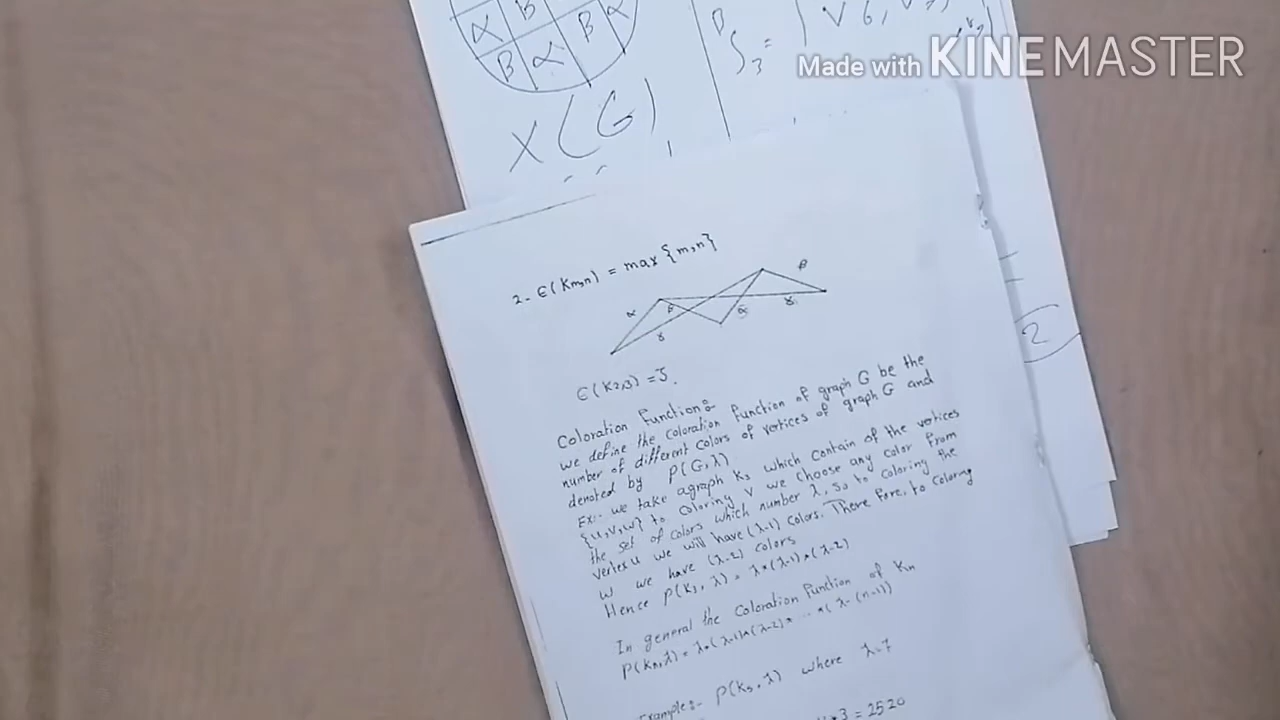 α B
B α B α
X(G)
Made with KINEMASTER
2
2- ∈(Km,n) = max {m,n}
α β γ α γ β
∈(K2,3) = 3.
Coloration function:
we define the coloration function of graph G be the
number of different colors of vertices of graph G and
denoted by P(G,λ)
Ex:- we take agraph K3 which contain of the vertices
{u,v,w} to coloring v we choose any color from
the set of colors which number λ, so to coloring the
vertex u we will have (λ-1) colors. There fore, to coloring
w we have (λ-2) colors
Hence P(K3, λ) = λ*(λ-1)*(λ-2)
In general the coloration function of Kn
P(Kn,λ) = λ*(λ-1)*(λ-2)* ... *(λ-(n-1))
Example:- P(K5, λ) where λ=7
*3 = 2520